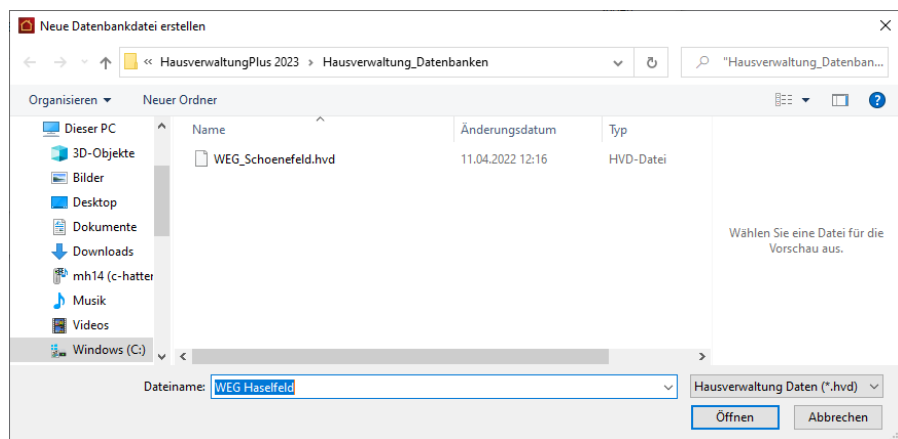 Neue Datenbankdatei erstellen
« HausverwaltungPlus 2023 › Hausverwaltung_Datenbanken
"Hausverwaltung_Datenban...
Organisieren Neuer Ordner
Dieser PC
3D-Objekte
Bilder
Desktop
Dokumente
Downloads
mh14 (c-hatter
Musik
Videos
Windows (C:)
Name Änderungsdatum Typ
WEG_Schoenefeld.hvd 11.04.2022 12:16 HVD-Datei
Wählen Sie eine Datei für die
Vorschau aus.
Dateiname: WEG Haselfeld Hausverwaltung Daten (*.hvd)
Öffnen Abbrechen